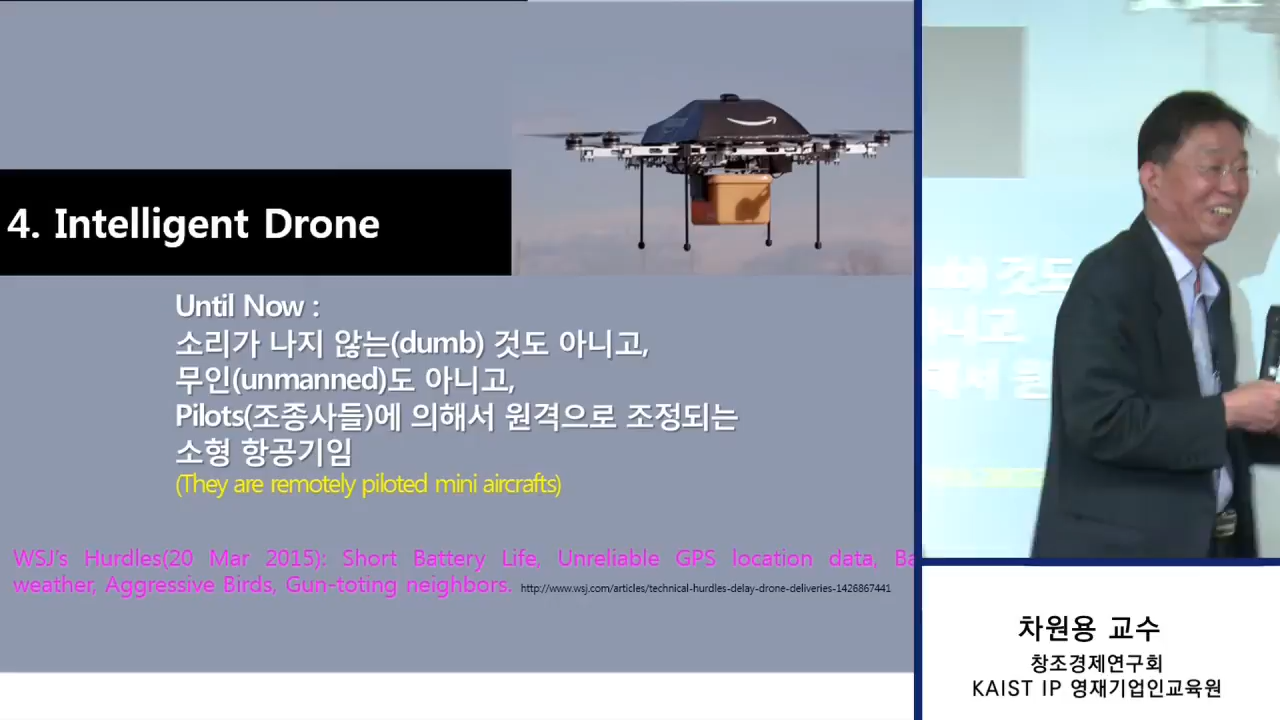 4. Intelligent Drone
Until Now :
소리가 나지 않는(dumb) 것도 아니고,
무인(unmanned)도 아니고,
Pilots(조종사들)에 의해서 원격으로 조정되는
소형 항공기임
(They are remotely piloted mini aircrafts)
WSJ's Hurdles(20 Mar 2015): Short Battery Life, Unreliable GPS location data,
weather, Aggressive Birds, Gun-toting neighbors. http://www.wsj.com/articles/technical-hurdles-delay-drone-deliveries-1426867441
것도
차원용 교수
창조경제연구회
KAIST IP 영재기업인교육원